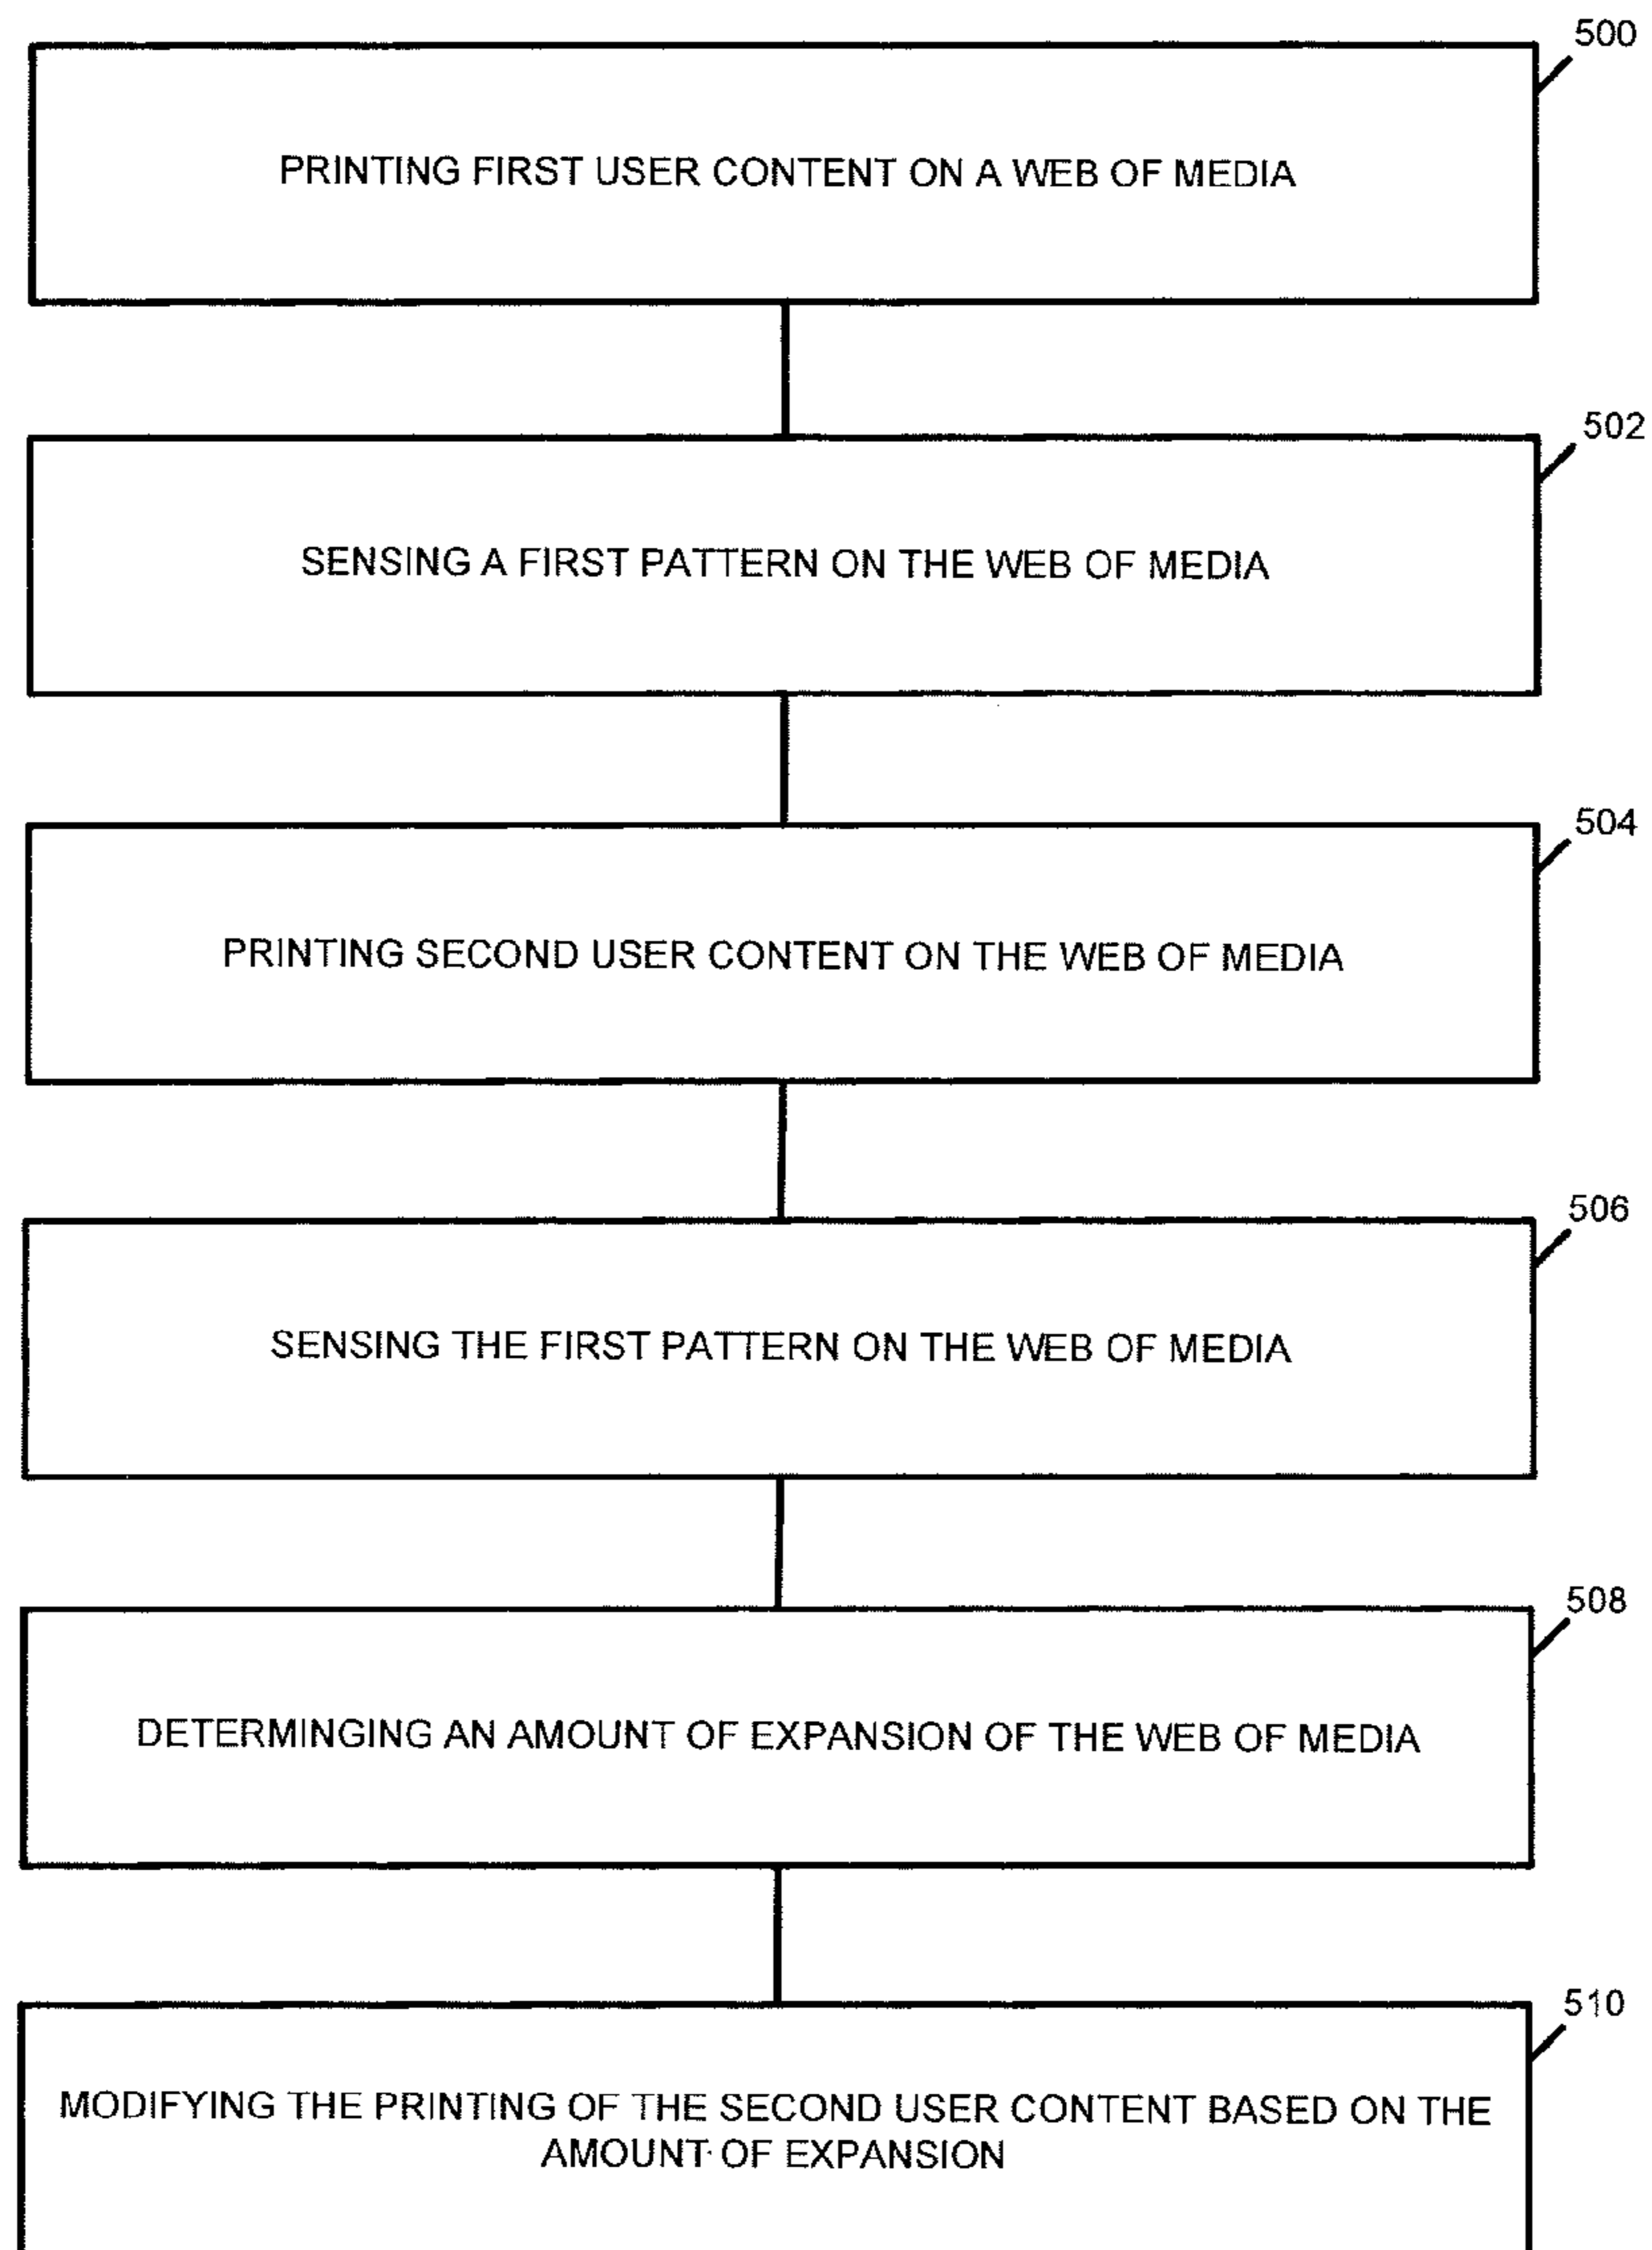 500
PRINTING FIRST USER CONTENT ON A WEB OF MEDIA
502
SENSING A FIRST PATTERN ON THE WEB OF MEDIA
504
PRINTING SECOND USER CONTENT ON THE WEB OF MEDIA
506
SENSING THE FIRST PATTERN ON THE WEB OF MEDIA
508
DETERMINGING AN AMOUNT OF EXPANSION OF THE WEB OF MEDIA
510
MODIFYING THE PRINTING OF THE SECOND USER CONTENT BASED ON THE
AMOUNT OF EXPANSION